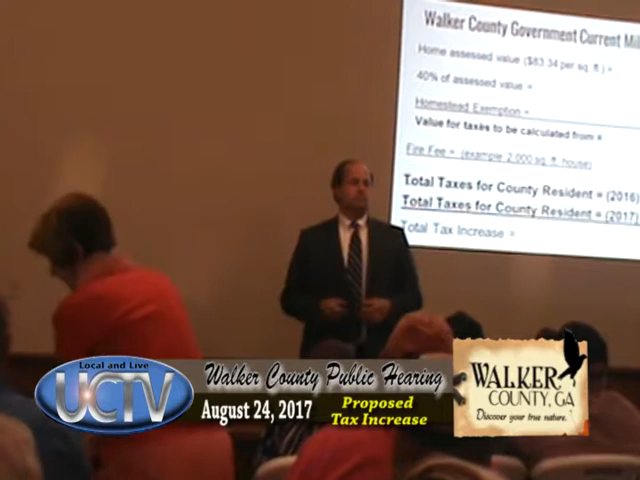 Walker County Government Current Mil
Home assessed value ($83.34 per sq. ft.) =
40% of assessed value =
Homestead Exemption =
Value for taxes to be calculated from =
Fire Fee = (example 2,000 sq. ft. house)
Total Taxes for County Resident = (2016)
Total Taxes for County Resident = (2017)
Total Tax Increase =
Local and Live
UCTV
Walker County Public Hearing
August 24, 2017
Proposed
Tax Increase
WALKER
COUNTY, GA
Discover your true nature.